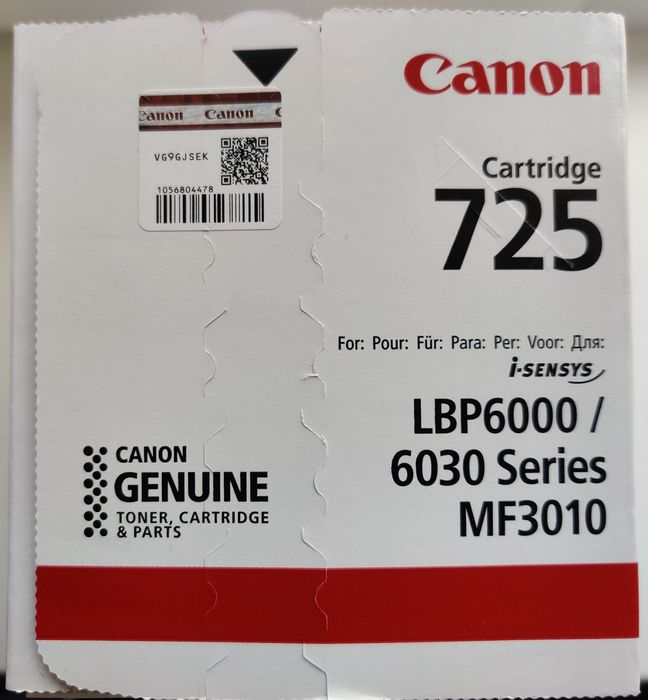 Canon
Canon Canon C
VG9GJSEK
1056804478
Cartridge
725
For: Pour: Für: Para: Per: Voor: Для:
i-SENSYS
LBP6000 /
6030 Series
MF3010
CANON
GENUINE
TONER, CARTRIDGE
& PARTS